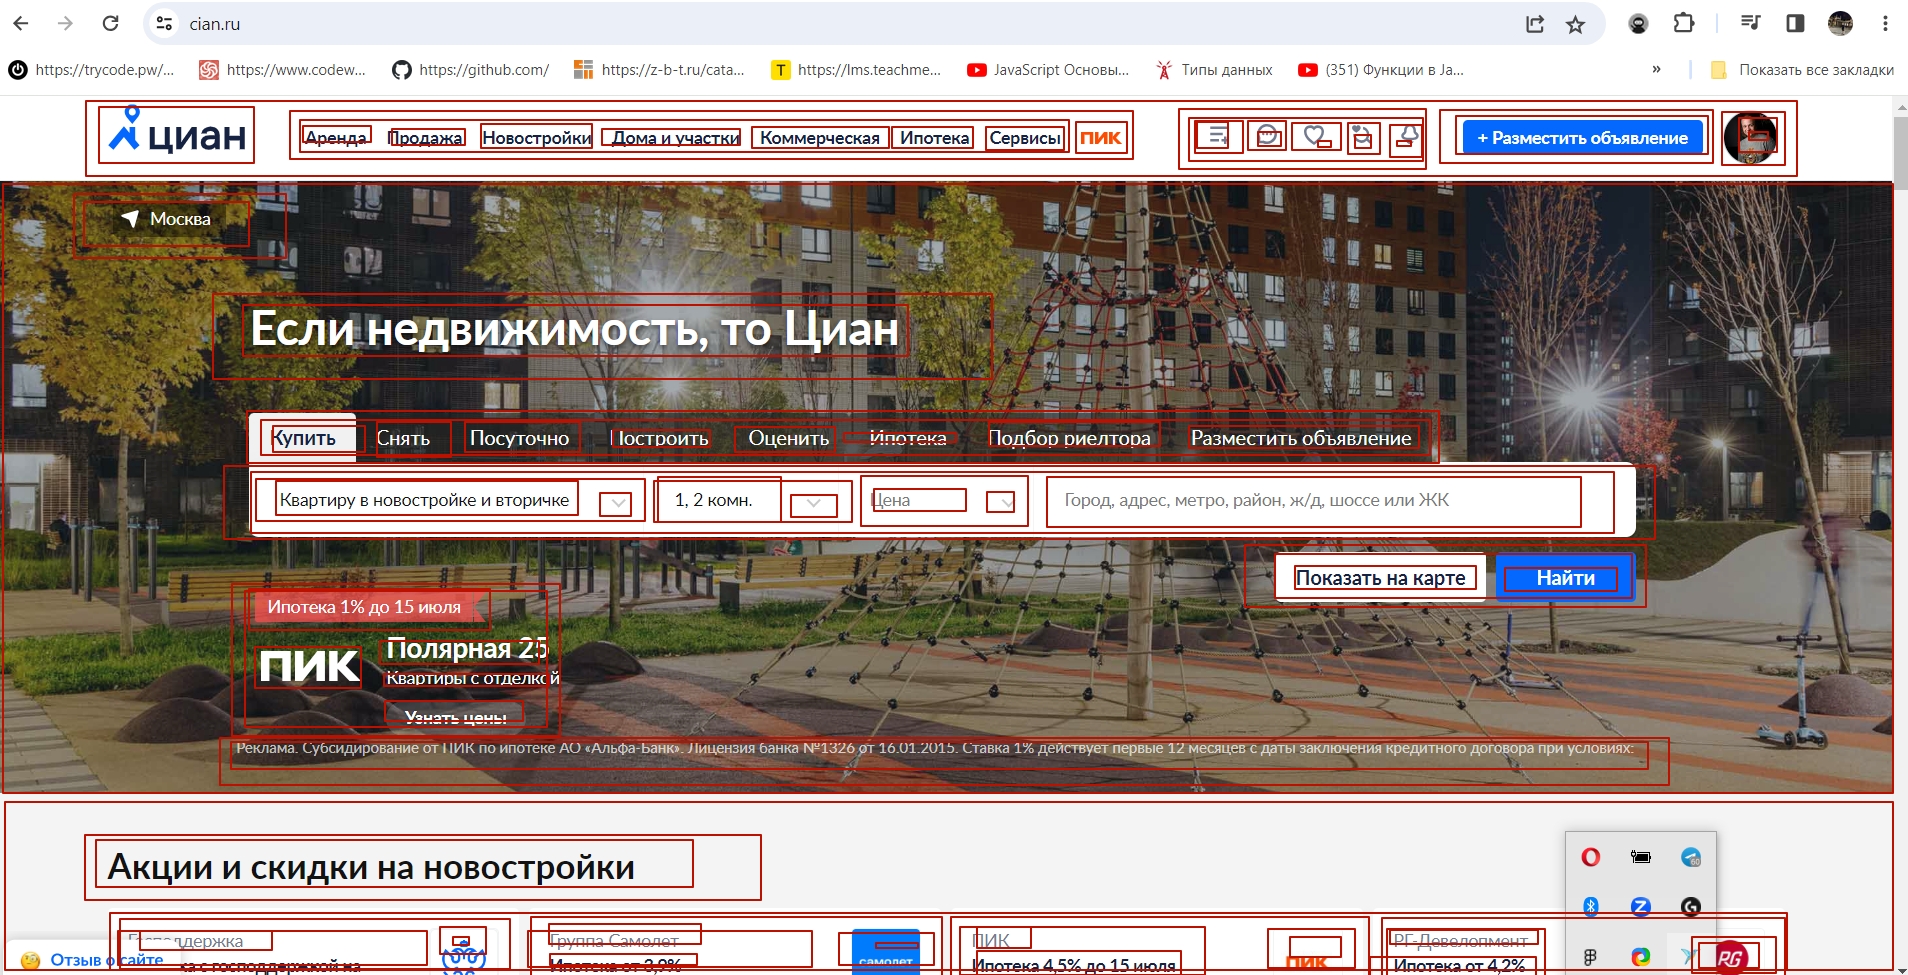 cian.ru
https://trycode.pw/... https://www.codew... https://github.com/ https://z-b-t.ru/cata... https://lms.teachme... JavaScript Основы... Типы данных (351) Функции в Ja... » Показать все закладки
циан Аренда Продажа Новостройки Дома и участки Коммерческая Ипотека Сервисы ПИК + Разместить объявление
Москва
Если недвижимость, то Циан
Купить Снять Посуточно Построить Оценить Ипотека Подбор риелтора Разместить объявление
Квартиру в новостройке и вторичке 1, 2 комн. Цена Город, адрес, метро, район, ж/д, шоссе или ЖК
Показать на карте Найти
Ипотека 1% до 15 июля
ПИК Полярная 25
Квартиры с отделкой
Узнать цены
Реклама. Субсидирование от ПИК по ипотеке АО «Альфа-Банк». Лицензия банка №1326 от 16.01.2015. Ставка 1% действует первые 12 месяцев с даты заключения кредитного договора при условиях:
Акции и скидки на новостройки
Господдержка Группа Самолет ПИК РГ-Девелопмент
Отзыв о сайте ка с господдержкой на Ипотека от 3,9% самолет Ипотека 4,5% до 15 июля ПИК Ипотека от 4,2% RG
60